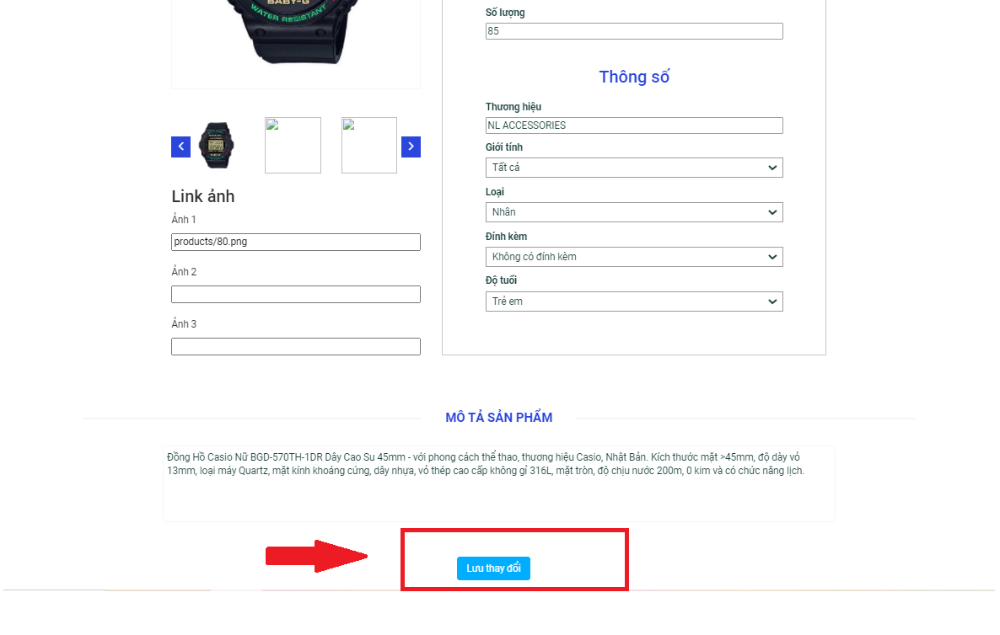 BABY-G
WATER RESISTANT
Link ảnh
Ảnh 1
products/80.png
Ảnh 2
Ảnh 3
Số lượng
85
Thông số
Thương hiệu
NL ACCESSORIES
Giới tính
Tất cả
Loại
Nhẫn
Đính kèm
Không có đính kèm
Độ tuổi
Trẻ em
MÔ TẢ SẢN PHẨM
Đồng Hồ Casio Nữ BGD-570TH-1DR Dây Cao Su 45mm - với phong cách thể thao, thương hiệu Casio, Nhật Bản. Kích thước mặt >45mm, độ dày vỏ
13mm, loại máy Quartz, mặt kính khoáng cứng, dây nhựa, vỏ thép cao cấp không gỉ 316L, mặt tròn, độ chịu nước 200m, 0 kim và có chức năng lịch.
Lưu thay đổi